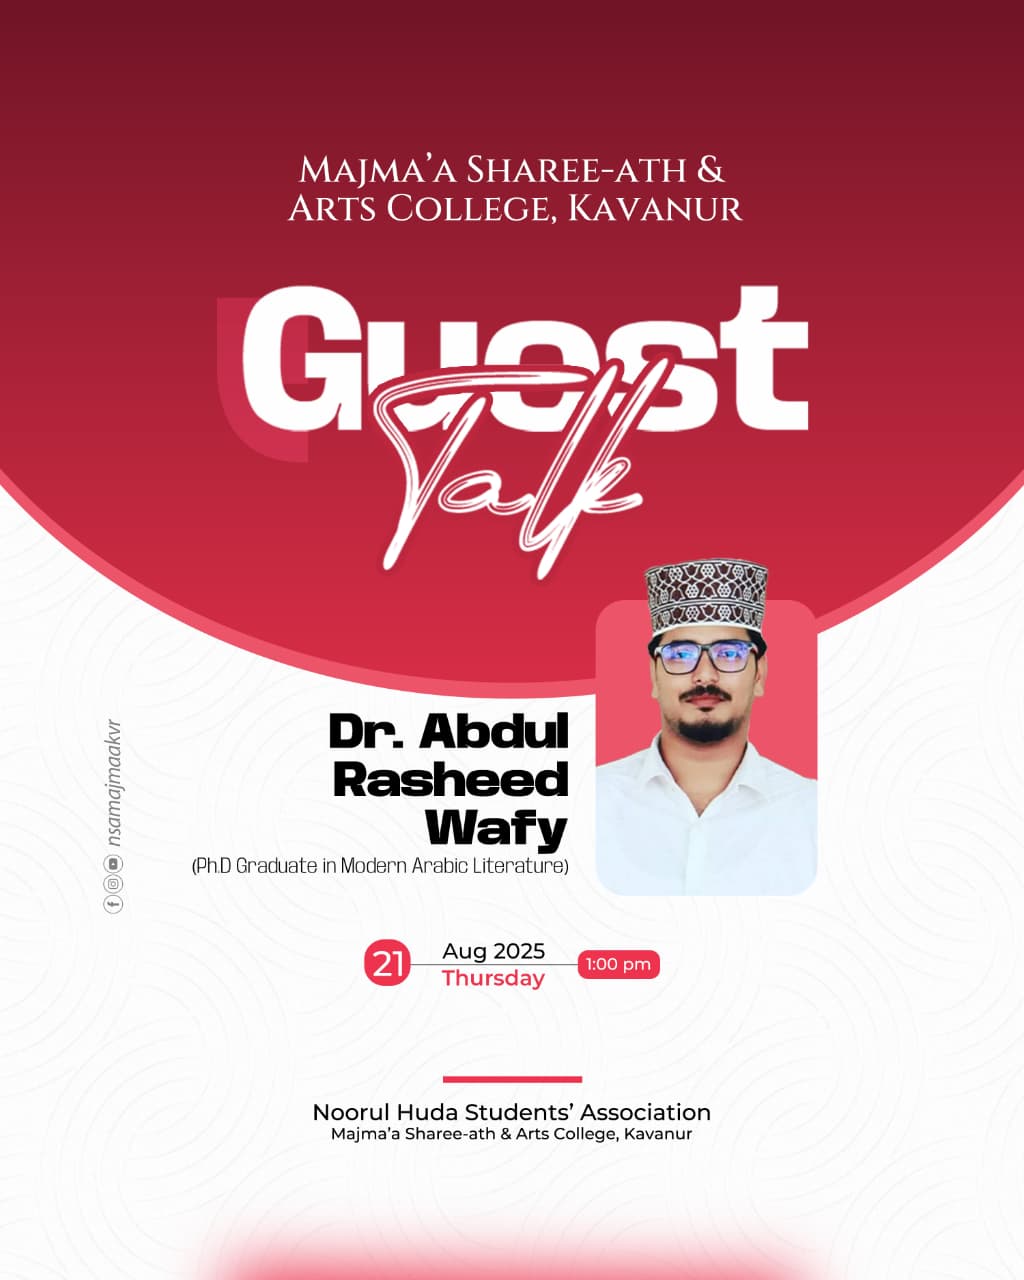 Majma'a Sharee-ath &
Arts College, Kavanur
Guest
Talk
Dr. Abdul
Rasheed
Wafy
(Ph.D Graduate in Modern Arabic Literature)
nsamajmaakvr
21
Aug 2025
Thursday
1:00 pm
Noorul Huda Students' Association
Majma'a Sharee-ath & Arts College, Kavanur